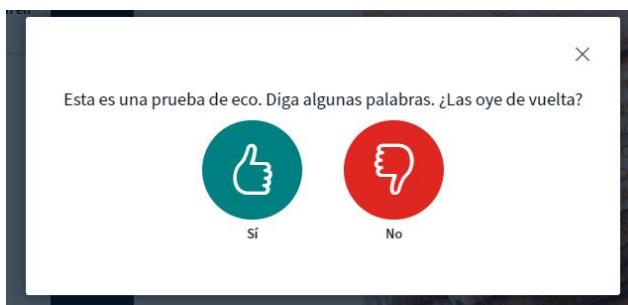 Esta es una prueba de eco. Diga algunas palabras. ¿Las oye de vuelta?
Sí
No